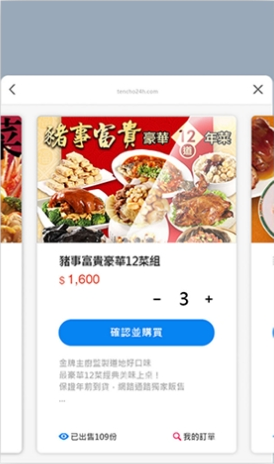 tencho24h.com
菜
豬事富貴豪華12道年菜
豬事富貴豪華12菜組
$ 1,600
- 3 +
確認並購買
金牌主廚監製穗地好口味
最豪華12菜經典美味上桌！
保證年前到貨，網路通路獨家販售
...
已出售109份
我的訂單